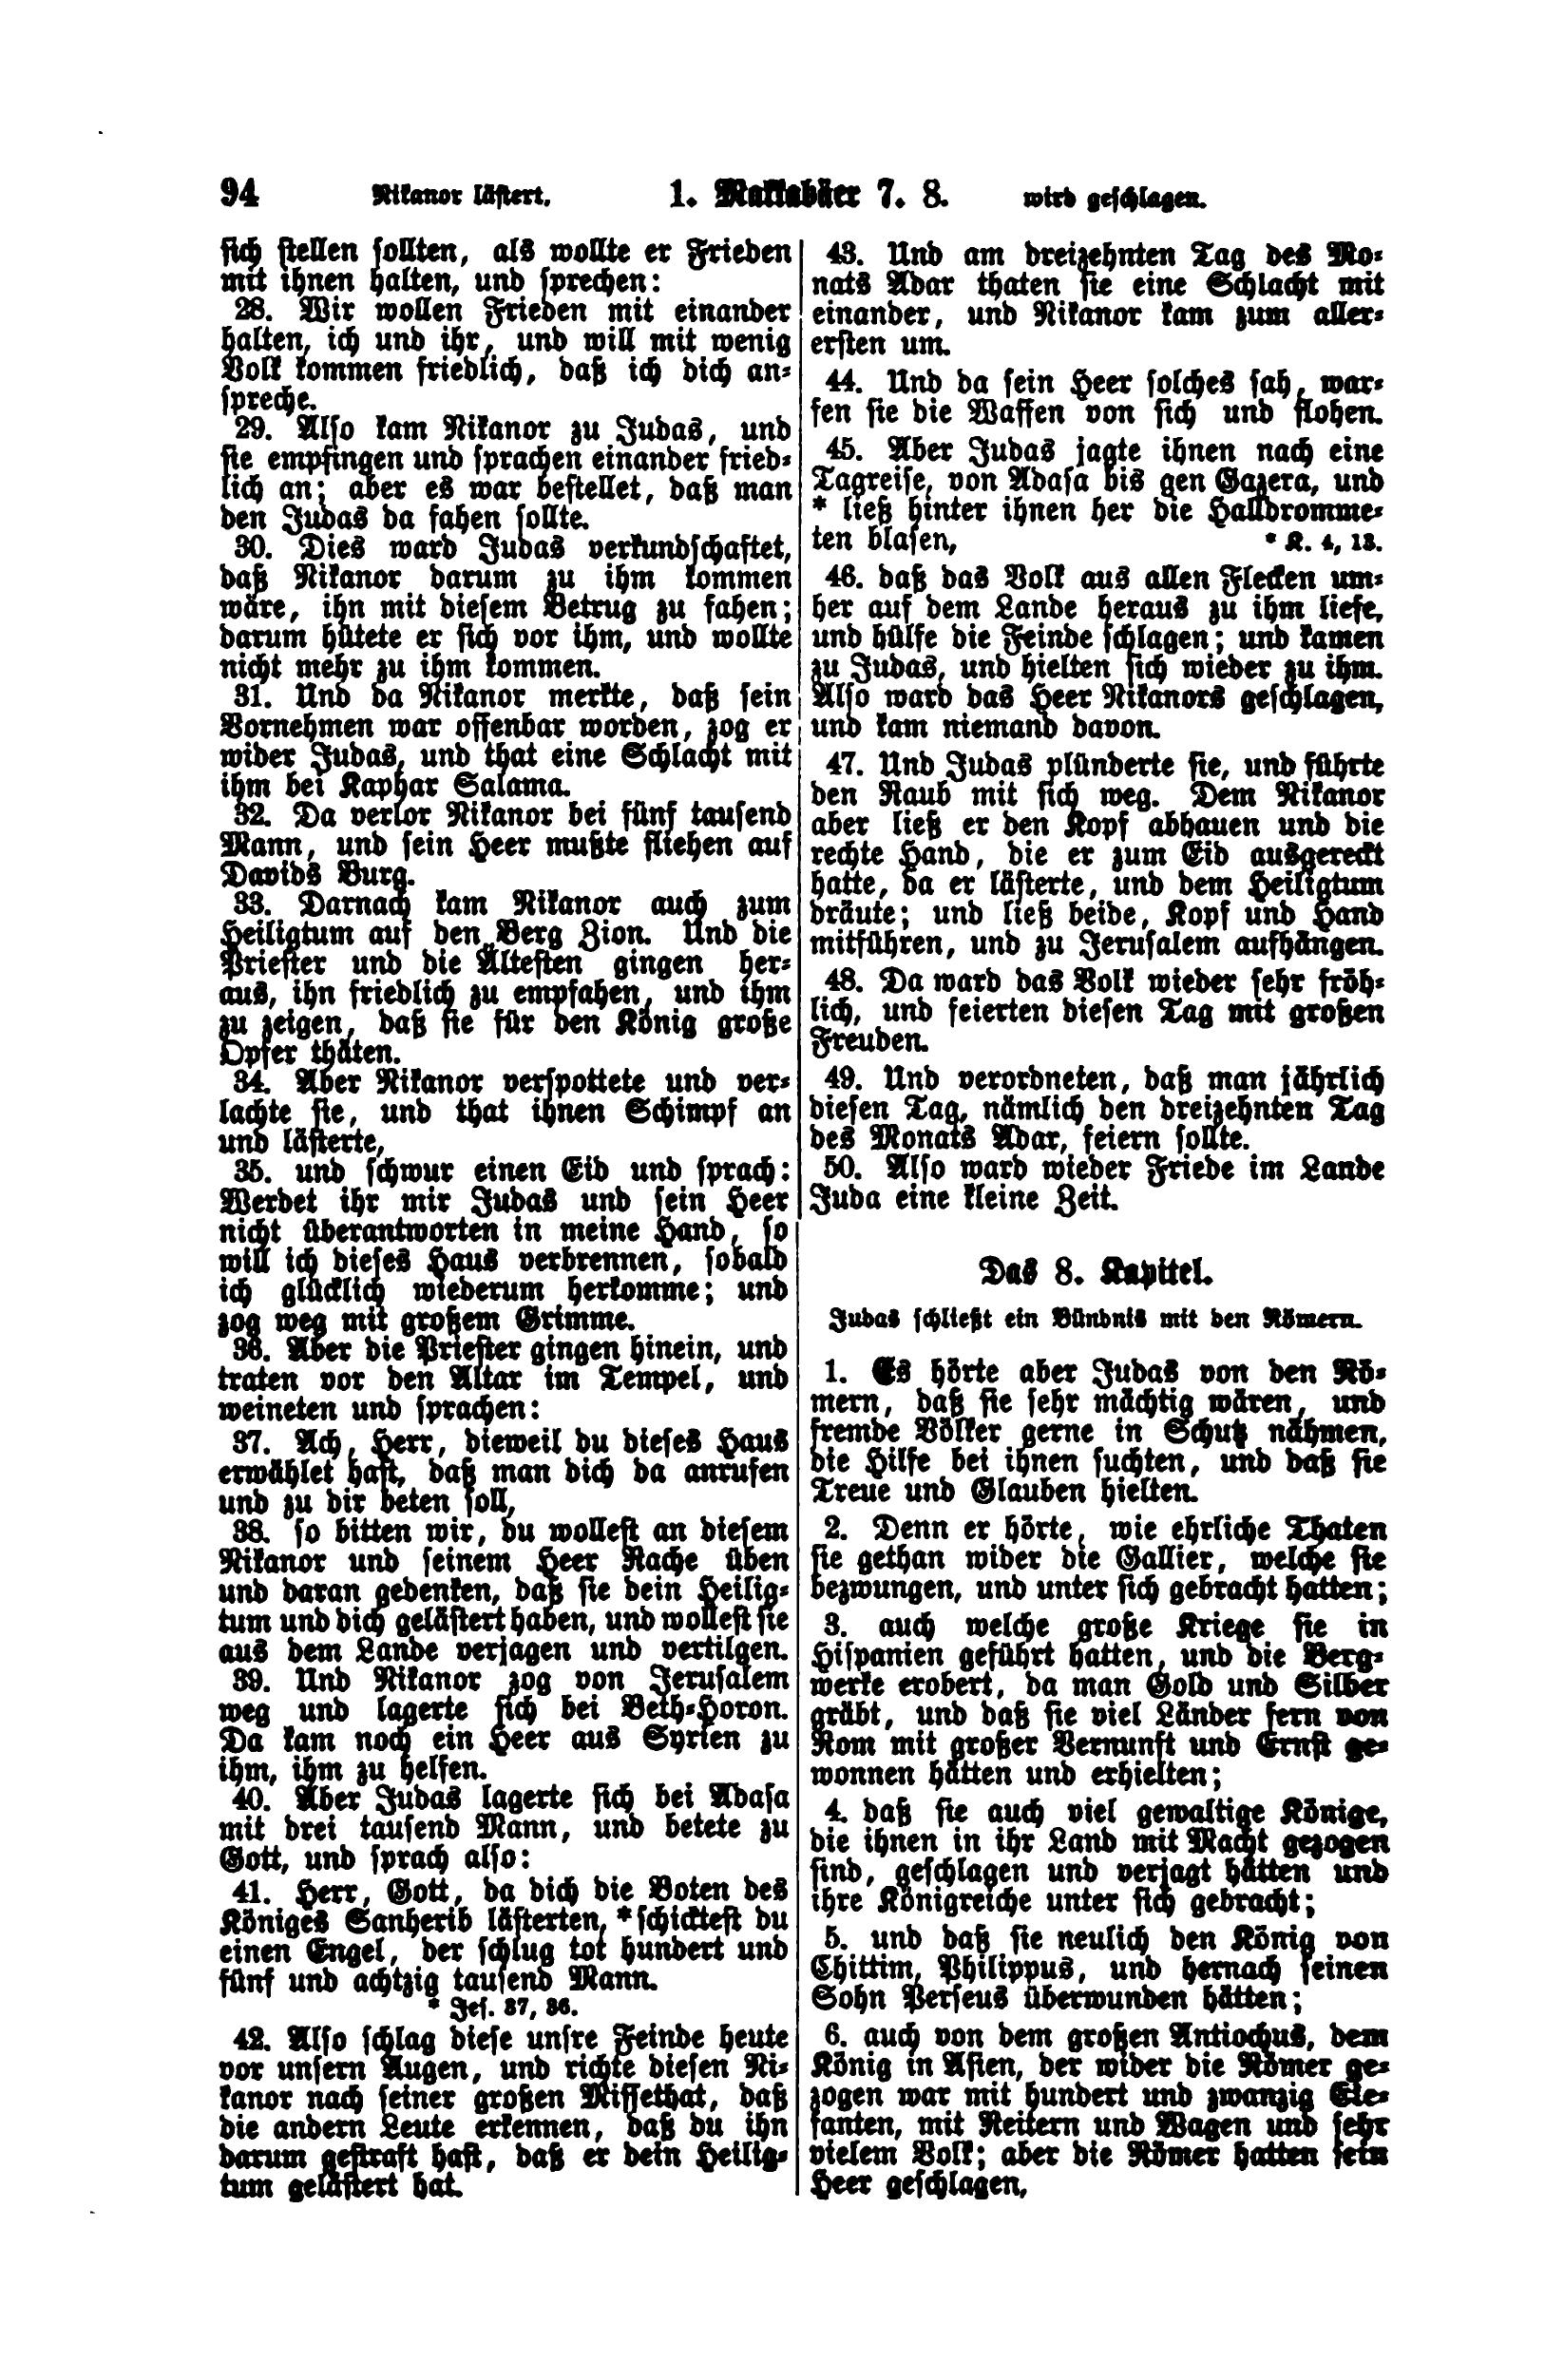 94 Nikanor lästert. 1. Makkabäer 7. 8. wird geschlagen.
sich stellen sollten, als wollte er Frieden
mit ihnen halten, und sprechen:
28. Wir wollen Frieden mit einander
halten, ich und ihr, und will mit wenig
Volk kommen friedlich, daß ich dich an-
spreche.
29. Also kam Nikanor zu Judas, und
sie empfingen und sprachen einander fried-
lich an; aber es war bestellet, daß man
den Judas da fahen sollte.
30. Dies ward Judas verkundschaftet,
daß Nikanor darum zu ihm kommen
wäre, ihn mit diesem Betrug zu fahen;
darum hütete er sich vor ihm, und wollte
nicht mehr zu ihm kommen.
31. Und da Nikanor merkte, daß sein
Vornehmen war offenbar worden, zog er
wider Judas, und that eine Schlacht mit
ihm bei Kaphar Salama.
32. Da verlor Nikanor bei fünf tausend
Mann, und sein Heer mußte fliehen auf
Davids Burg.
33. Darnach kam Nikanor auch zum
Heiligtum auf den Berg Zion. Und die
Priester und die Ältesten gingen her-
aus, ihn friedlich zu empfahen, und ihm
zu zeigen, daß sie für den König große
Opfer thäten.
34. Aber Nikanor verspottete und ver-
lachte sie, und that ihnen Schimpf an
und lästerte,
35. und schwur einen Eid und sprach:
Werdet ihr mir Judas und sein Heer
nicht überantworten in meine Hand, so
will ich dieses Haus verbrennen, sobald
ich glücklich wiederum herkomme; und
zog weg mit großem Grimme.
36. Aber die Priester gingen hinein, und
traten vor den Altar im Tempel, und
weineten und sprachen:
37. Ach, Herr, dieweil du dieses Haus
erwählet hast, daß man dich da anrufen
und zu dir beten soll,
38. so bitten wir, du wollest an diesem
Nikanor und seinem Heer Rache üben
und daran gedenken, daß sie dein Heilig-
tum und dich gelästert haben, und wollest sie
aus dem Lande verjagen und vertilgen.
39. Und Nikanor zog von Jerusalem
weg und lagerte sich bei Beth-Horon.
Da kam noch ein Heer aus Syrien zu
ihm, ihm zu helfen.
40. Aber Judas lagerte sich bei Adasa
mit drei tausend Mann, und betete zu
Gott, und sprach also:
41. Herr, Gott, da dich die Boten des
Königes Sanherib lästerten, * schicktest du
einen Engel, der schlug tot hundert und
fünf und achtzig tausend Mann.
* Jes. 37, 36.
42. Also schlag diese unsre Feinde heute
vor unsern Augen, und richte diesen Ni-
kanor nach seiner großen Missethat, daß
die andern Leute erkennen, daß du ihn
darum gestraft hast, daß er dein Heilig-
tum gelästert hat.
43. Und am dreizehnten Tag des Mo-
nats Adar thaten sie eine Schlacht mit
einander, und Nikanor kam zum aller-
ersten um.
44. Und da sein Heer solches sah, war-
fen sie die Waffen von sich und flohen.
45. Aber Judas jagte ihnen nach eine
Tagreise, von Adasa bis gen Gazera, und
* ließ hinter ihnen her die Halldromme-
ten blasen, * K. 4, 13.
46. daß das Volk aus allen Flecken um-
her auf dem Lande heraus zu ihm liefe,
und hülfe die Feinde schlagen; und kamen
zu Judas, und hielten sich wieder zu ihm.
Also ward das Heer Nikanors geschlagen,
und kam niemand davon.
47. Und Judas plünderte sie, und führte
den Raub mit sich weg. Dem Nikanor
aber ließ er den Kopf abhauen und die
rechte Hand, die er zum Eid ausgereckt
hatte, da er lästerte, und dem Heiligtum
dräute; und ließ beide, Kopf und Hand
mitführen, und zu Jerusalem aufhängen.
48. Da ward das Volk wieder sehr fröh-
lich, und feierten diesen Tag mit großen
Freuden.
49. Und verordneten, daß man jährlich
diesen Tag, nämlich den dreizehnten Tag
des Monats Adar, feiern sollte.
50. Also ward wieder Friede im Lande
Juda eine kleine Zeit.
Das 8. Kapitel.
Judas schließt ein Bündnis mit den Römern.
1. Es hörte aber Judas von den Rö-
mern, daß sie sehr mächtig wären, und
fremde Völker gerne in Schutz nähmen,
die Hilfe bei ihnen suchten, und daß sie
Treue und Glauben hielten.
2. Denn er hörte, wie ehrliche Thaten
sie gethan wider die Gallier, welche sie
bezwungen, und unter sich gebracht hatten;
3. auch welche große Kriege sie in
Hispanien geführt hatten, und die Berg-
werke erobert, da man Gold und Silber
gräbt, und daß sie viel Länder fern von
Rom mit großer Vernunft und Ernst ge-
wonnen hätten und erhielten;
4. daß sie auch viel gewaltige Könige,
die ihnen in ihr Land mit Macht gezogen
sind, geschlagen und verjagt hätten und
ihre Königreiche unter sich gebracht;
5. und daß sie neulich den König von
Chittim, Philippus, und hernach seinen
Sohn Perseus überwunden hätten;
6. auch von dem großen Antiochus, dem
König in Asien, der wider die Römer ge-
zogen war mit hundert und zwanzig Ele-
fanten, mit Reitern und Wagen und sehr
vielem Volk; aber die Römer hatten sein
Heer geschlagen,